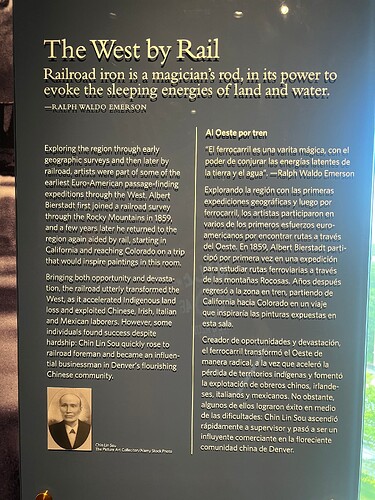 The West by Rail
Railroad iron is a magician's rod, in its power to
evoke the sleeping energies of land and water.
—RALPH WALDO EMERSON
Exploring the region through early
geographic surveys and then later by
railroad, artists were part of some of the
earliest Euro-American passage-finding
expeditions through the West. Albert
Bierstadt first joined a railroad survey
through the Rocky Mountains in 1859,
and a few years later he returned to the
region again aided by rail, starting in
California and reaching Colorado on a trip
that would inspire paintings in this room.
Bringing both opportunity and devasta-
tion, the railroad utterly transformed the
West, as it accelerated Indigenous land
loss and exploited Chinese, Irish, Italian
and Mexican laborers. However, some
individuals found success despite
hardship: Chin Lin Sou quickly rose to
railroad foreman and became an influen-
tial businessman in Denver's flourishing
Chinese community.
Chin Lin Sou
The Picture Art Collection/Alamy Stock Photo
Al Oeste por tren
"El ferrocarril es una varita mágica, con el
poder de conjurar las energías latentes de
la tierra y el agua". —Ralph Waldo Emerson
Explorando la región con las primeras
expediciones geográficas y luego por
ferrocarril, los artistas participaron en
varios de los primeros esfuerzos euro-
americanos por encontrar rutas a través
del Oeste. En 1859, Albert Bierstadt parti-
cipó por primera vez en una expedición
para estudiar rutas ferroviarias a través
de las montañas Rocosas. Años después
regresó a la zona en tren, partiendo de
California hacia Colorado en un viaje
que inspiraría las pinturas expuestas en
esta sala.
Creador de oportunidades y devastación,
el ferrocarril transformó el Oeste de
manera radical, a la vez que aceleró la
pérdida de territorios indígenas y fomentó
la explotación de obreros chinos, irlande-
ses, italianos y mexicanos. No obstante,
algunos de ellos lograron éxito en medio
de las dificultades: Chin Lin Sou ascendió
rápidamente a supervisor y pasó a ser un
influyente comerciante en la floreciente
comunidad china de Denver.